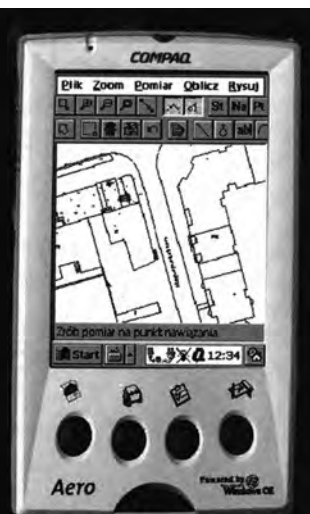 COMPAQ
Plik Zoom Pomiar Oblicz Rysuj
St Na Pt
abl
Zrób pomiar na punkt nawiązania
Start 12:34
Aero
Powered by
Windows CE